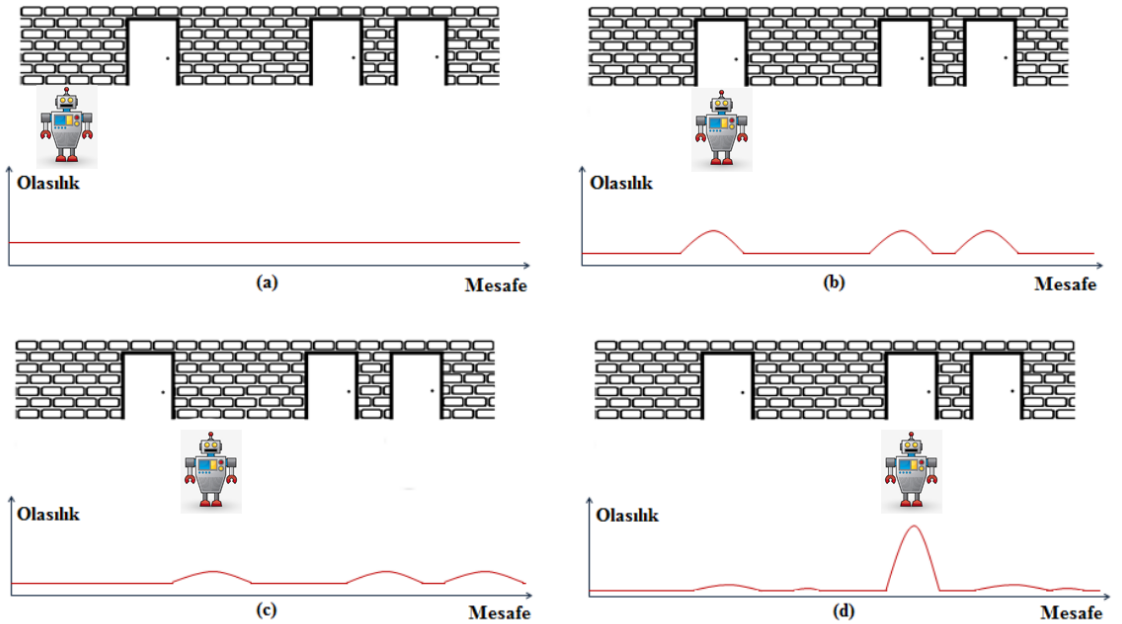 Olasılık
(a)
Mesafe
Olasılık
(b)
Mesafe
Olasılık
(c)
Mesafe
Olasılık
(d)
Mesafe